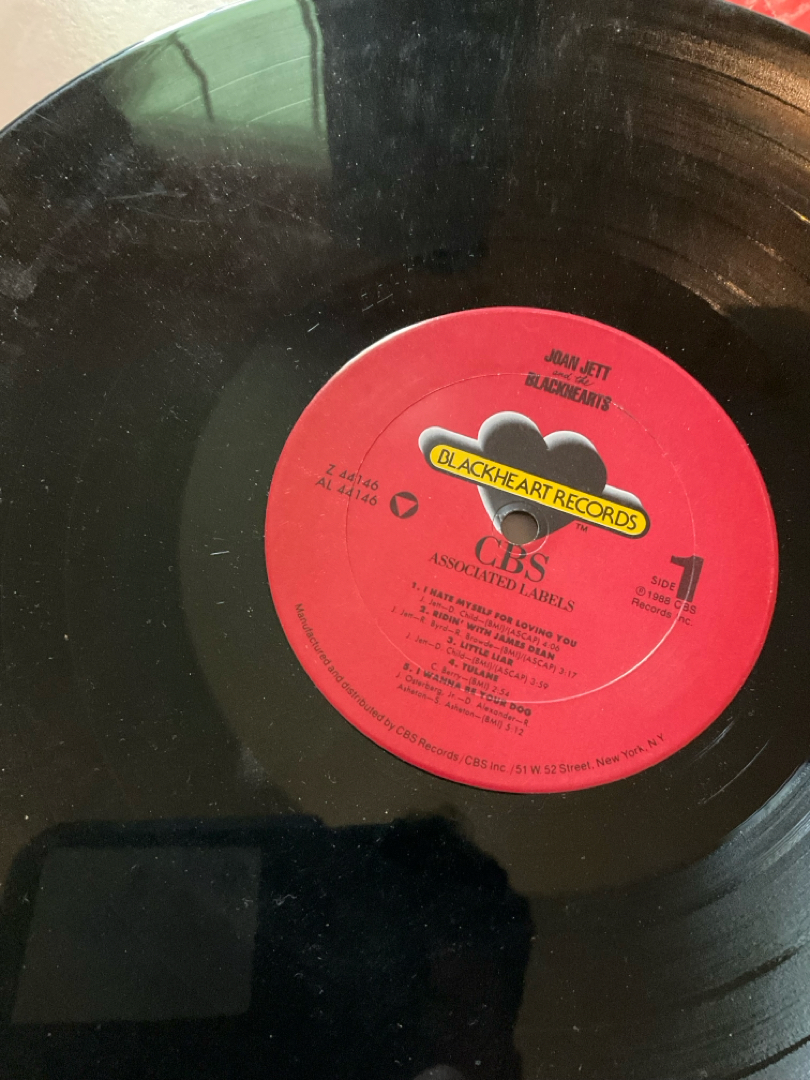 JOAN JETT
and the
BLACKHEARTS
BLACKHEART RECORDS
TM
Z 44146
AL 44146
CBS
ASSOCIATED LABELS
SIDE 1
℗ 1988 CBS
Records Inc.
1. I HATE MYSELF FOR LOVING YOU
J. Jett–D. Child–(BMI)/(ASCAP) 4:06
2. RIDIN' WITH JAMES DEAN
J. Jett–R. Byrd–R. Browde–(BMI)/(ASCAP) 3:17
3. LITTLE LIAR
J. Jett–D. Child–(BMI)/(ASCAP) 3:59
4. TULANE
C. Berry–(BMI) 2:54
5. I WANNA BE YOUR DOG
J. Osterberg, Jr.–D. Alexander–R.
Asheton–S. Asheton–(BMI) 5:12
Manufactured and distributed by CBS Records/CBS Inc./51 W. 52 Street, New York, N.Y.